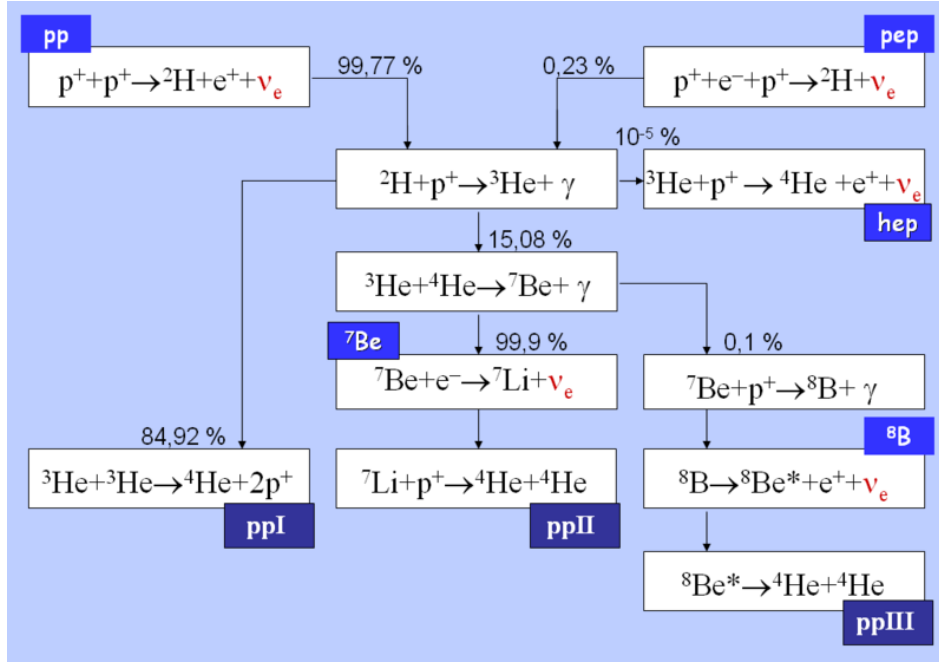 pp
pep
p⁺+p⁺→²H+e⁺+νₑ
99,77 %
0,23 %
p⁺+e⁻+p⁺→²H+νₑ
10⁻⁵ %
²H+p⁺→³He+ γ
³He+p⁺ → ⁴He +e⁺+νₑ
hep
15,08 %
³He+⁴He→⁷Be+ γ
⁷Be
99,9 %
0,1 %
⁷Be+e⁻→⁷Li+νₑ
⁷Be+p⁺→⁸B+ γ
84,92 %
⁸B
³He+³He→⁴He+2p⁺
⁷Li+p⁺→⁴He+⁴He
⁸B→⁸Be*+e⁺+νₑ
ppI
ppII
⁸Be*→⁴He+⁴He
ppIII